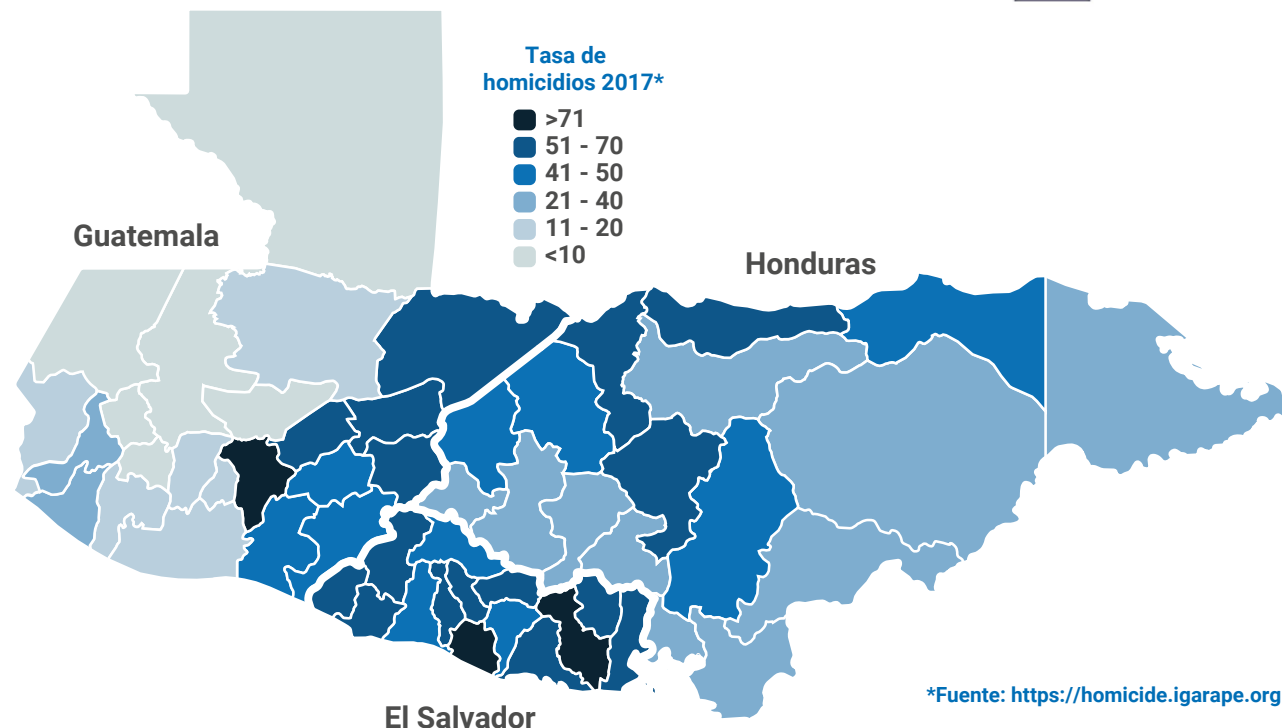 Tasa de
homicidios 2017*
>71
51 - 70
41 - 50
21 - 40
11 - 20
<10
Guatemala
Honduras
El Salvador
*Fuente: https://homicide.igarape.org